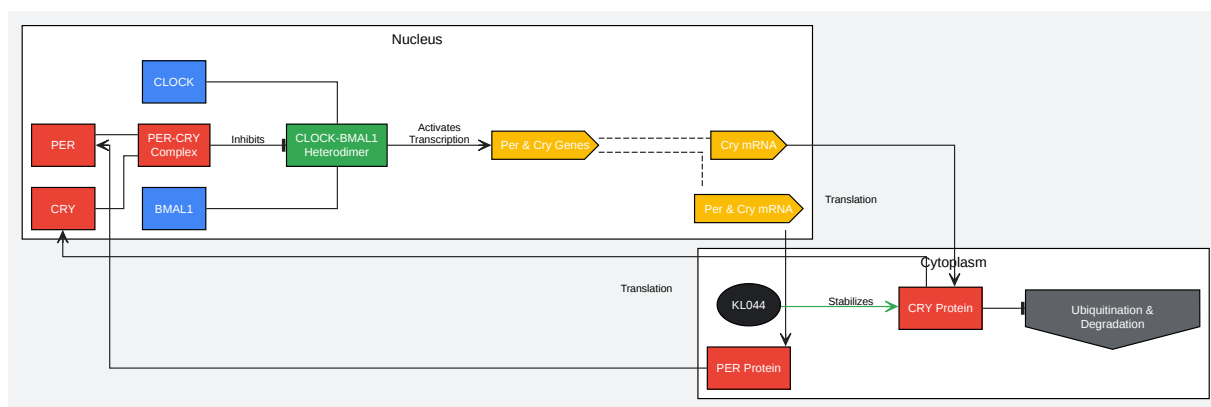 Nucleus
CLOCK
PER
PER-CRY
Complex
Inhibits
CLOCK-BMAL1
Heterodimer
Activates
Transcription
Per & Cry Genes
Cry mRNA
CRY
BMAL1
Per & Cry mRNA
Translation
Cytoplasm
Translation
KL044
Stabilizes
CRY Protein
Ubiquitination &
Degradation
PER Protein